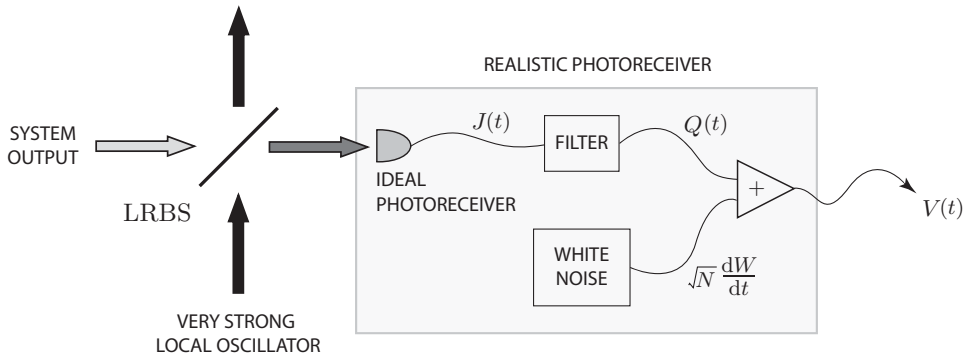 REALISTIC PHOTORECEIVER
SYSTEM
OUTPUT
J(t)
FILTER
Q(t)
+
IDEAL
PHOTORECEIVER
LRBS
V(t)
WHITE
NOISE
√N dW/dt
VERY STRONG
LOCAL OSCILLATOR